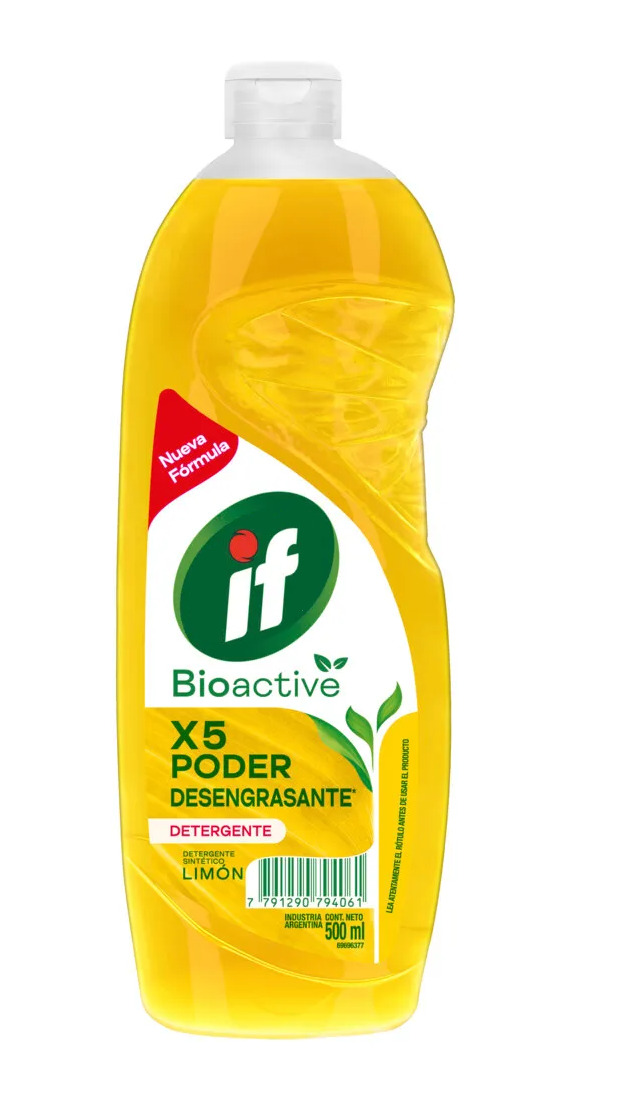 Nueva
Fórmula
if
Bioactive
X5
PODER
DESENGRASANTE*
DETERGENTE
DETERGENTE
SINTÉTICO
LIMÓN
7 791290 794061
INDUSTRIA
ARGENTINA
CONT. NETO
500 ml
69696377
LEA ATENTAMENTE EL RÓTULO ANTES DE USAR EL PRODUCTO